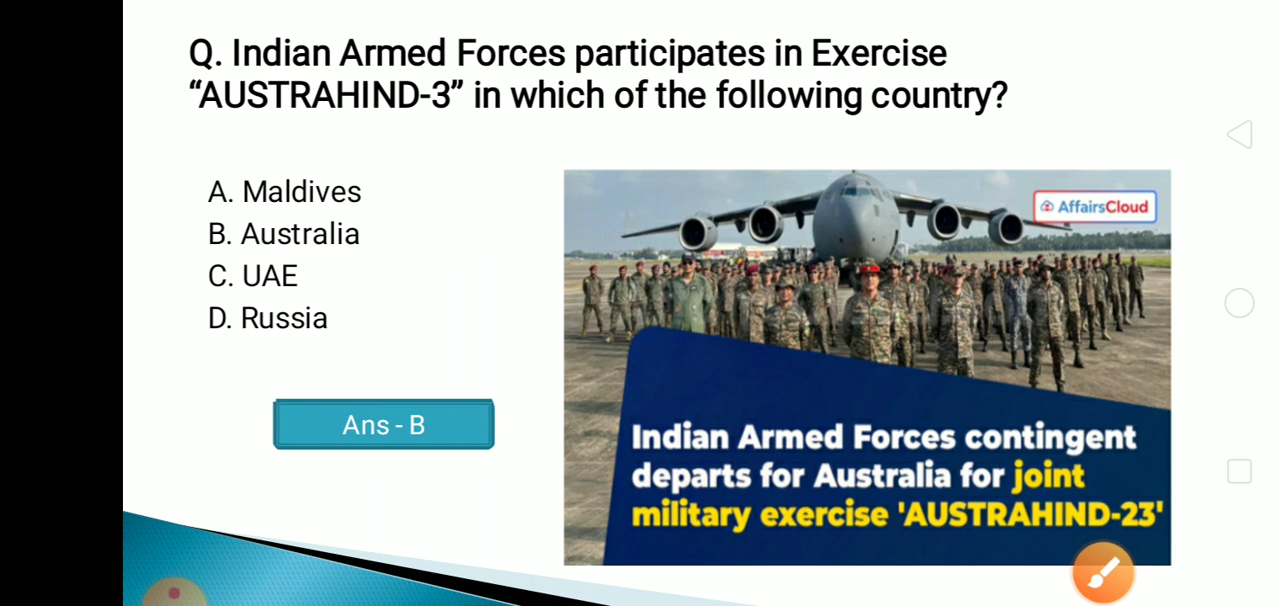 Q. Indian Armed Forces participates in Exercise
“AUSTRAHIND-3” in which of the following country?
A. Maldives
B. Australia
C. UAE
D. Russia
Ans - B
AffairsCloud
Indian Armed Forces contingent
departs for Australia for joint
military exercise 'AUSTRAHIND-23'